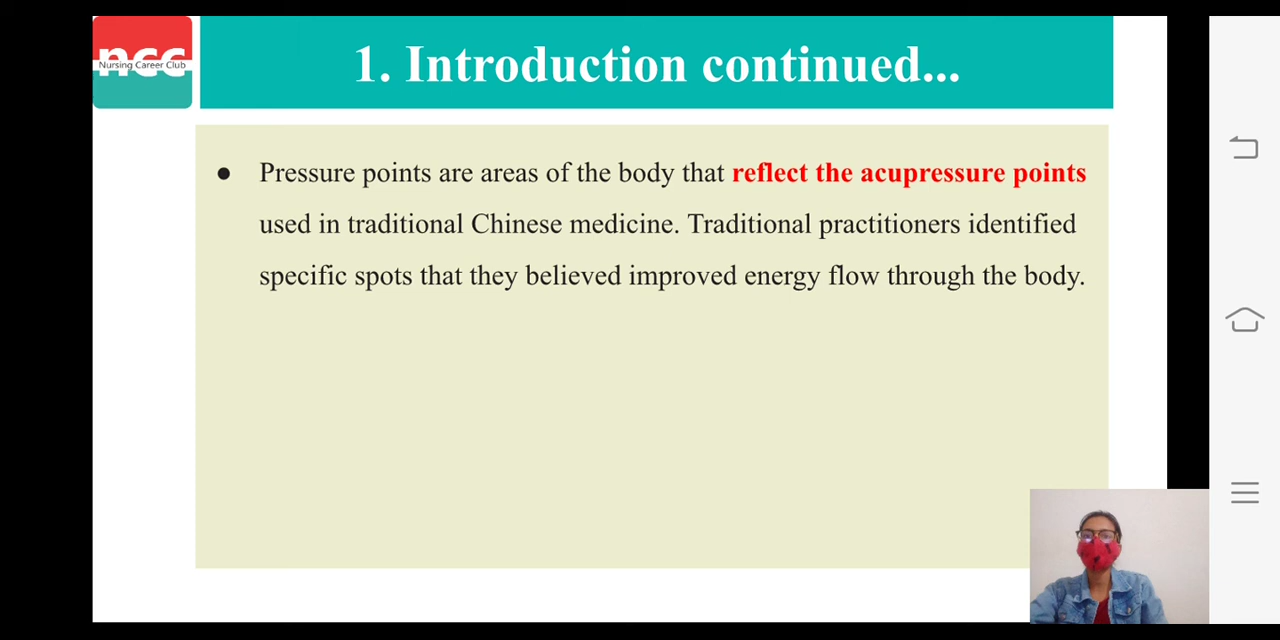 ncc
Nursing Career Club
1. Introduction continued...
● Pressure points are areas of the body that reflect the acupressure points
used in traditional Chinese medicine. Traditional practitioners identified
specific spots that they believed improved energy flow through the body.